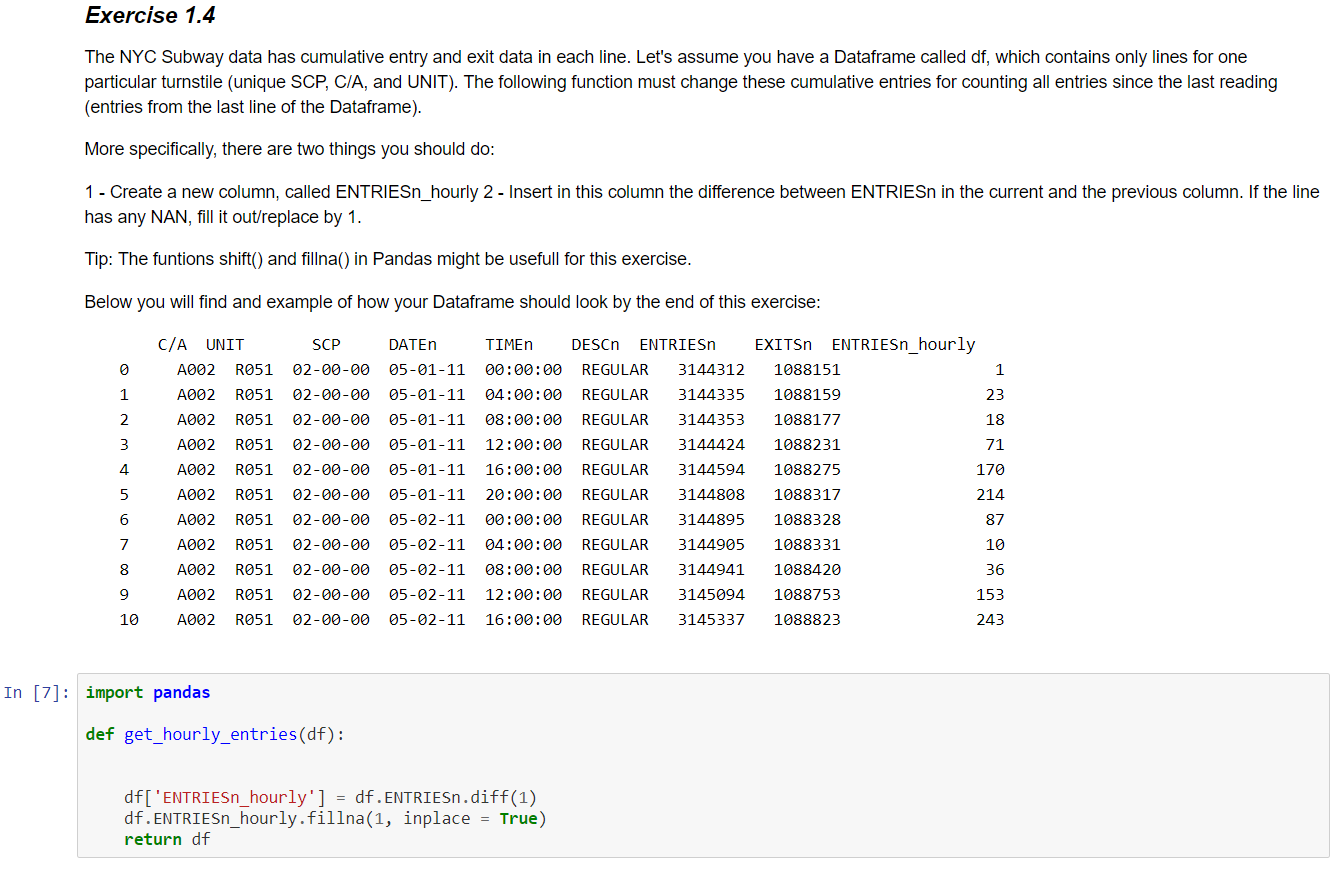 Exercise 1.4
The NYC Subway data has cumulative entry and exit data in each line. Let's assume you have a Dataframe called df, which contains only lines for one
particular turnstile (unique SCP, C/A, and UNIT). The following function must change these cumulative entries for counting all entries since the last reading
(entries from the last line of the Dataframe).
More specifically, there are two things you should do:
1 - Create a new column, called ENTRIESn_hourly 2 - Insert in this column the difference between ENTRIESn in the current and the previous column. If the line
has any NAN, fill it out/replace by 1.
Tip: The funtions shift() and fillna() in Pandas might be usefull for this exercise.
Below you will find and example of how your Dataframe should look by the end of this exercise:
C/A UNIT SCP DATEn TIMEn DESCn ENTRIESn EXITSn ENTRIESn_hourly
0 A002 R051 02-00-00 05-01-11 00:00:00 REGULAR 3144312 1088151 1
1 A002 R051 02-00-00 05-01-11 04:00:00 REGULAR 3144335 1088159 23
2 A002 R051 02-00-00 05-01-11 08:00:00 REGULAR 3144353 1088177 18
3 A002 R051 02-00-00 05-01-11 12:00:00 REGULAR 3144424 1088231 71
4 A002 R051 02-00-00 05-01-11 16:00:00 REGULAR 3144594 1088275 170
5 A002 R051 02-00-00 05-01-11 20:00:00 REGULAR 3144808 1088317 214
6 A002 R051 02-00-00 05-02-11 00:00:00 REGULAR 3144895 1088328 87
7 A002 R051 02-00-00 05-02-11 04:00:00 REGULAR 3144905 1088331 10
8 A002 R051 02-00-00 05-02-11 08:00:00 REGULAR 3144941 1088420 36
9 A002 R051 02-00-00 05-02-11 12:00:00 REGULAR 3145094 1088753 153
10 A002 R051 02-00-00 05-02-11 16:00:00 REGULAR 3145337 1088823 243
In [7]: import pandas
def get_hourly_entries(df):
df['ENTRIESn_hourly'] = df.ENTRIESn.diff(1)
df.ENTRIESn_hourly.fillna(1, inplace = True)
return df